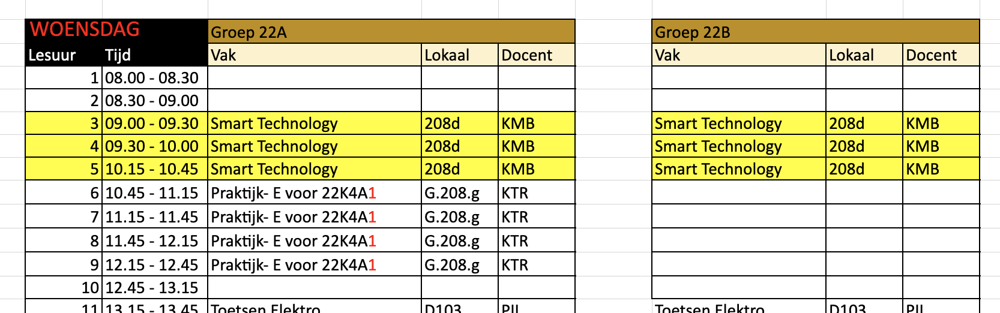 WOENSDAG Groep 22A Groep 22B
Lesuur Tijd Vak Lokaal Docent Vak Lokaal Docent
1 08.00 - 08.30
2 08.30 - 09.00
3 09.00 - 09.30 Smart Technology 208d KMB Smart Technology 208d KMB
4 09.30 - 10.00 Smart Technology 208d KMB Smart Technology 208d KMB
5 10.15 - 10.45 Smart Technology 208d KMB Smart Technology 208d KMB
6 10.45 - 11.15 Praktijk- E voor 22K4A1 G.208.g KTR
7 11.15 - 11.45 Praktijk- E voor 22K4A1 G.208.g KTR
8 11.45 - 12.15 Praktijk- E voor 22K4A1 G.208.g KTR
9 12.15 - 12.45 Praktijk- E voor 22K4A1 G.208.g KTR
10 12.45 - 13.15
11 13.15 - 13.45 Toetsen Elektro D103 Toetsen Elektro D103